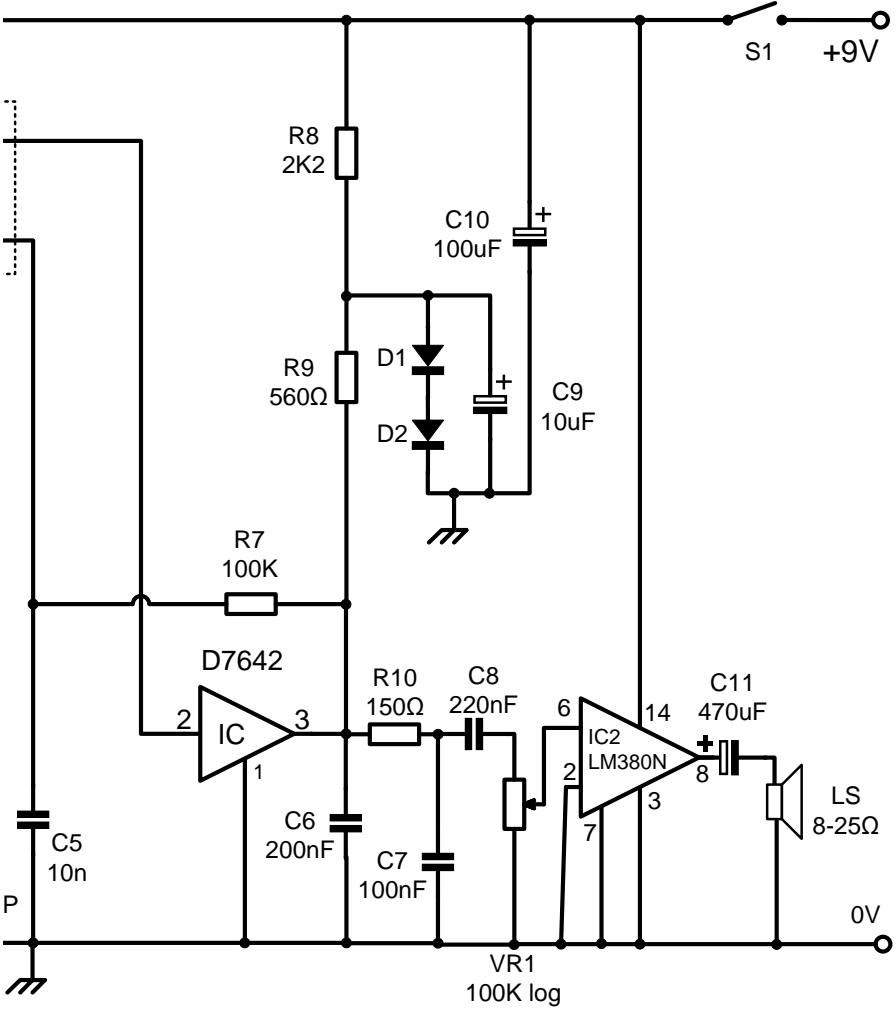 S1
+9V
R8
2K2
C10
100uF
+
D1
R9
560Ω
+
C9
10uF
D2
R7
100K
D7642
R10
150Ω
C8
220nF
C11
470uF
2
IC
3
1
6
14
IC2
LM380N
+
8
2
3
7
LS
8-25Ω
C5
10n
C6
200nF
C7
100nF
P
0V
VR1
100K log